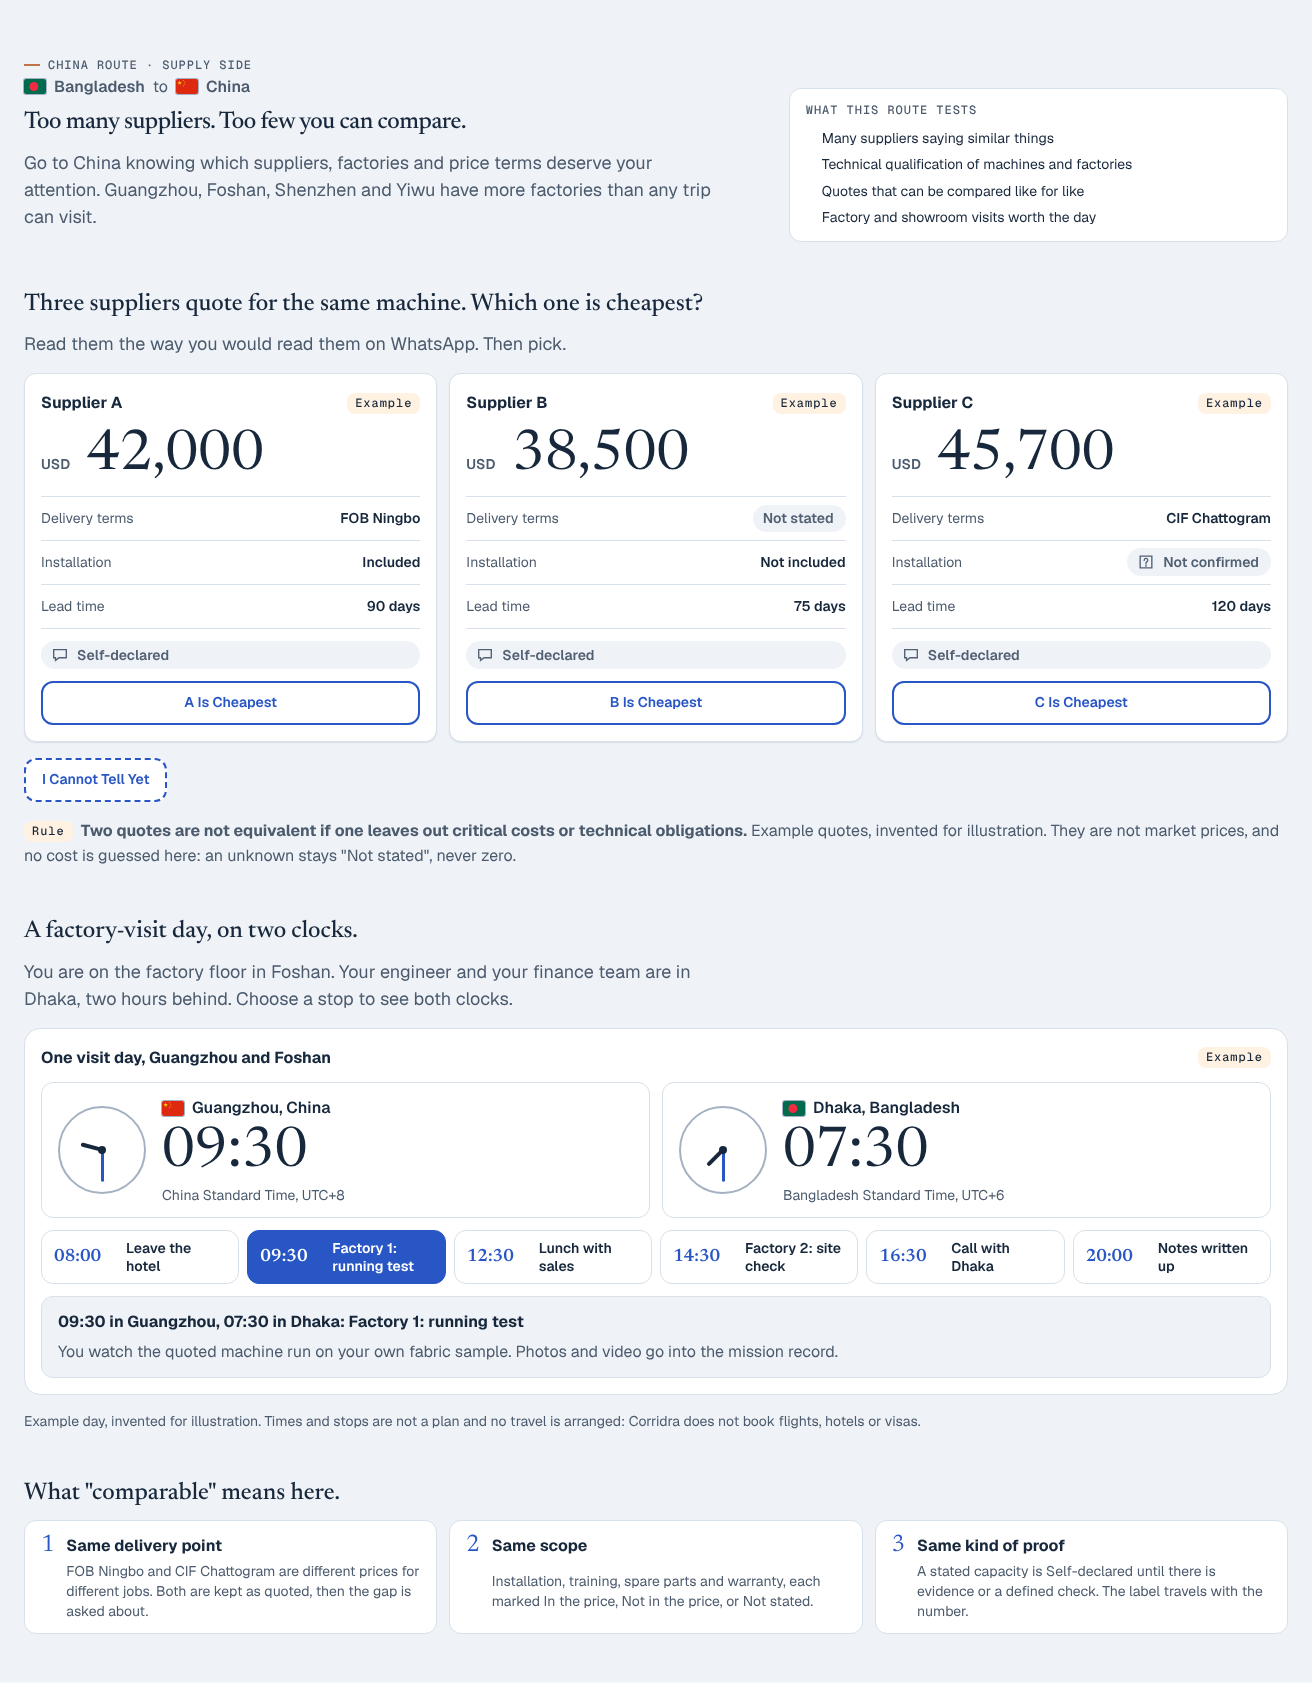 CHINA ROUTE · SUPPLY SIDE
Bangladesh to China
Too many suppliers. Too few you can compare.
Go to China knowing which suppliers, factories and price terms deserve your
attention. Guangzhou, Foshan, Shenzhen and Yiwu have more factories than any trip
can visit.
WHAT THIS ROUTE TESTS
Many suppliers saying similar things
Technical qualification of machines and factories
Quotes that can be compared like for like
Factory and showroom visits worth the day
Three suppliers quote for the same machine. Which one is cheapest?
Read them the way you would read them on WhatsApp. Then pick.
Supplier A Example
USD 42,000
Delivery terms FOB Ningbo
Installation Included
Lead time 90 days
Self-declared
A Is Cheapest
Supplier B Example
USD 38,500
Delivery terms Not stated
Installation Not included
Lead time 75 days
Self-declared
B Is Cheapest
Supplier C Example
USD 45,700
Delivery terms CIF Chattogram
Installation Not confirmed
Lead time 120 days
Self-declared
C Is Cheapest
I Cannot Tell Yet
Rule Two quotes are not equivalent if one leaves out critical costs or technical obligations. Example quotes, invented for illustration. They are not market prices, and
no cost is guessed here: an unknown stays "Not stated", never zero.
A factory-visit day, on two clocks.
You are on the factory floor in Foshan. Your engineer and your finance team are in
Dhaka, two hours behind. Choose a stop to see both clocks.
One visit day, Guangzhou and Foshan Example
Guangzhou, China
09:30
China Standard Time, UTC+8
Dhaka, Bangladesh
07:30
Bangladesh Standard Time, UTC+6
08:00 Leave the
hotel
09:30 Factory 1:
running test
12:30 Lunch with
sales
14:30 Factory 2: site
check
16:30 Call with
Dhaka
20:00 Notes written
up
09:30 in Guangzhou, 07:30 in Dhaka: Factory 1: running test
You watch the quoted machine run on your own fabric sample. Photos and video go into the mission record.
Example day, invented for illustration. Times and stops are not a plan and no travel is arranged: Corridra does not book flights, hotels or visas.
What "comparable" means here.
1 Same delivery point
FOB Ningbo and CIF Chattogram are different prices for
different jobs. Both are kept as quoted, then the gap is
asked about.
2 Same scope
Installation, training, spare parts and warranty, each
marked In the price, Not in the price, or Not stated.
3 Same kind of proof
A stated capacity is Self-declared until there is
evidence or a defined check. The label travels with the
number.